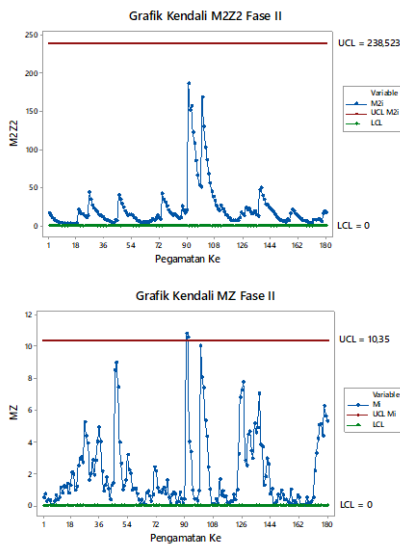 Grafik Kendali M2Z2 Fase II
250
UCL = 238,523
200
150
100
50
0
LCL = 0
M2Z2
Variable
M2i
UCL M2i
LCL
1 18 36 54 72 90 108 126 144 162 180
Pegamatan Ke
Grafik Kendali MZ Fase II
12
UCL = 10,35
10
8
6
4
2
0
LCL = 0
MZ
Variable
Mi
UCL Mi
LCL
1 18 36 54 72 90 108 126 144 162 180
Pegamatan Ke